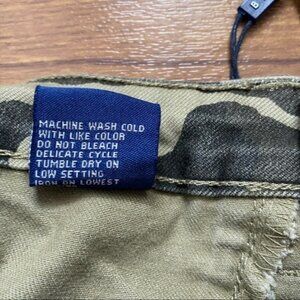 MACHINE WASH COLD
WITH LIKE COLOR
DO NOT BLEACH
DELICATE CYCLE
TUMBLE DRY ON
LOW SETTING
IRON ON LOWEST